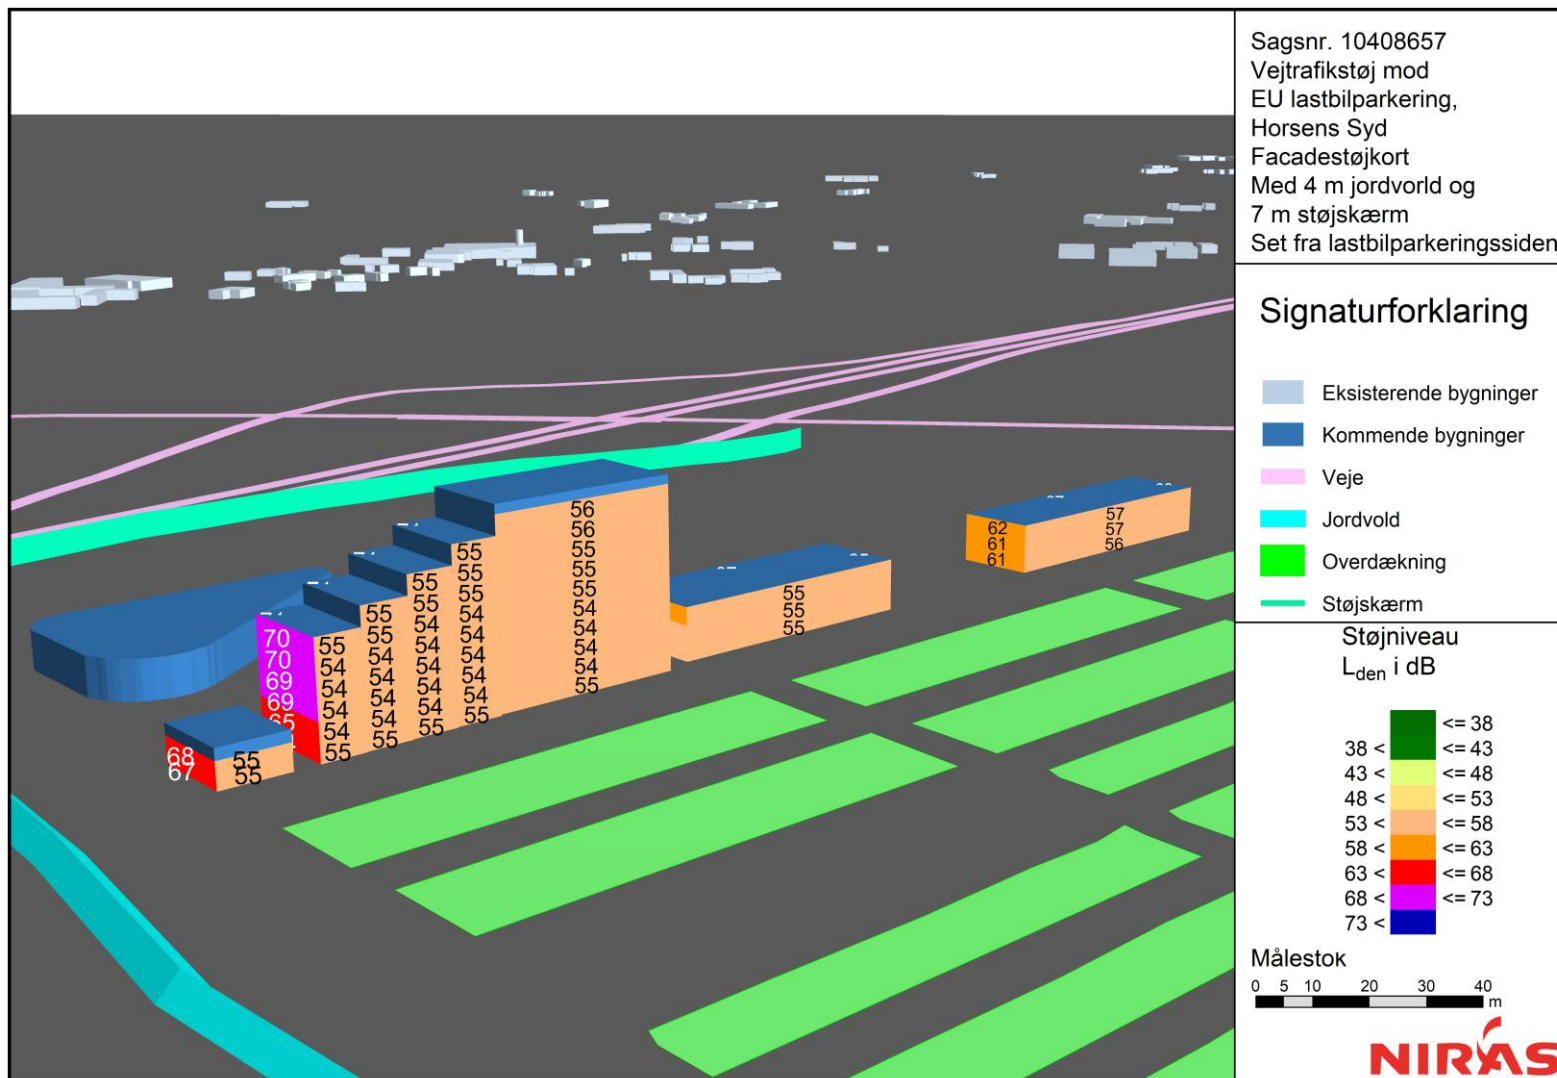 Sagsnr. 10408657
Vejtrafikstøj mod
EU lastbilparkering,
Horsens Syd
Facadestøjkort
Med 4 m jordvorld og
7 m støjskærm
Set fra lastbilparkeringssiden
Signaturforklaring
Eksisterende bygninger
Kommende bygninger
Veje
Jordvold
Overdækning
Støjskærm
Støjniveau
Lden i dB
<= 38
38 < <= 43
43 < <= 48
48 < <= 53
53 < <= 58
58 < <= 63
63 < <= 68
68 < <= 73
73 <
Målestok
0 5 10 20 30 40
m
NIRAS
56
56
55
55
55
54
54
54
54
55
55
55
55
54
54
54
54
55
55
55
54
54
54
54
55
55
55
54
54
54
54
55
55
54
54
54
54
55
70
70
69
69
65
68
67
55
55
55
55
55
62
61
61
57
57
56